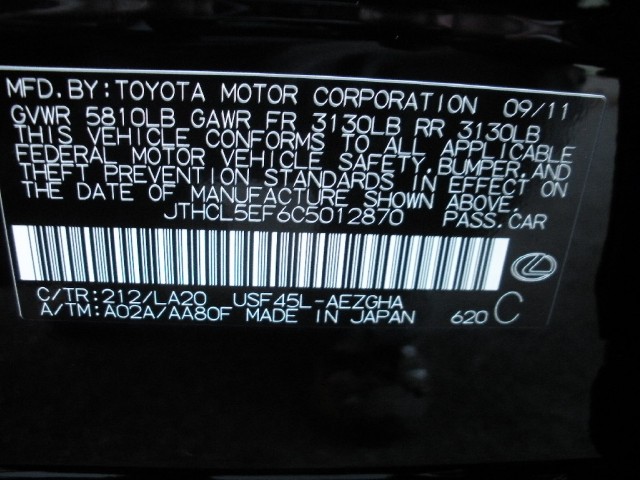 MFD.BY:TOYOTA MOTOR CORPORATION 09/11
GVWR 5810LB GAWR FR 3130LB RR 3130LB
THIS VEHICLE CONFORMS TO ALL APPLICABLE
FEDERAL MOTOR VEHICLE SAFETY,BUMPER,AND
THEFT PREVENTION STANDARDS IN EFFECT ON
THE DATE OF MANUFACTURE SHOWN ABOVE.
JTHCL5EF6C5012870 PASS.CAR
C/TR:212/LA20 USF45L-AEZGHA
A/TM:A02A/AA80F MADE IN JAPAN 620 C